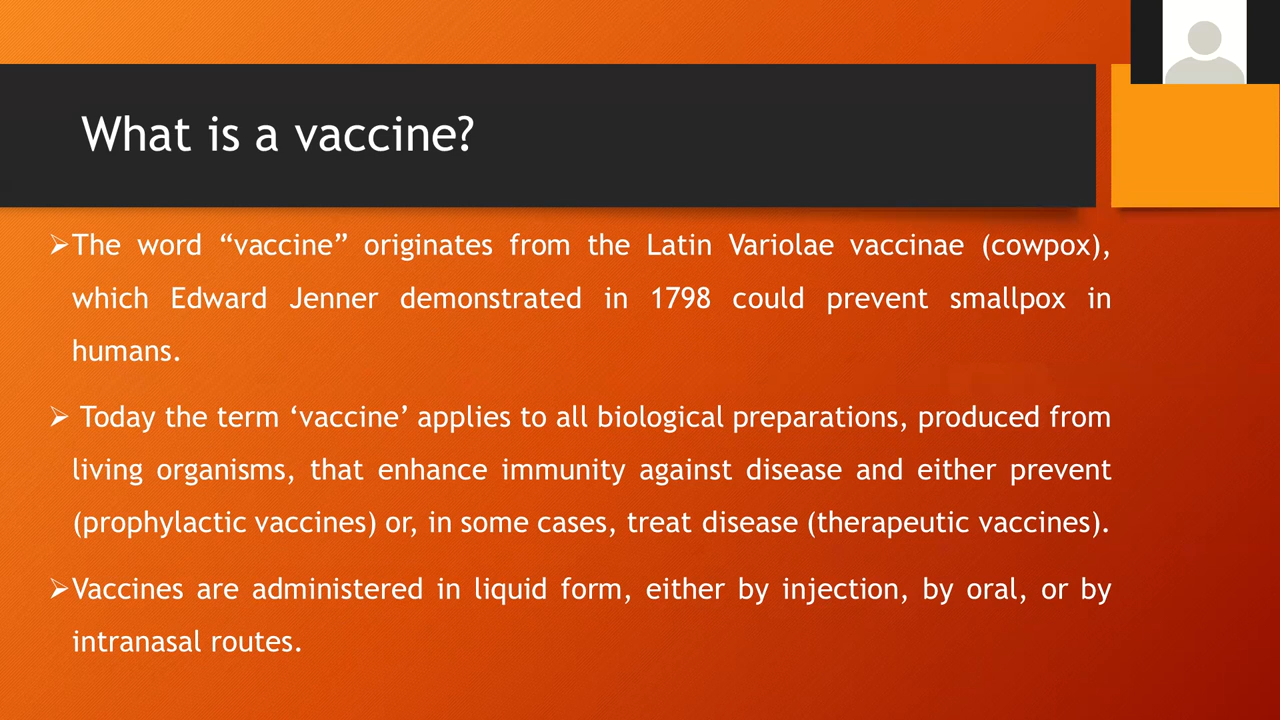 What is a vaccine?
➢The word “vaccine” originates from the Latin Variolae vaccinae (cowpox),
which Edward Jenner demonstrated in 1798 could prevent smallpox in
humans.
➢ Today the term ‘vaccine’ applies to all biological preparations, produced from
living organisms, that enhance immunity against disease and either prevent
(prophylactic vaccines) or, in some cases, treat disease (therapeutic vaccines).
➢Vaccines are administered in liquid form, either by injection, by oral, or by
intranasal routes.